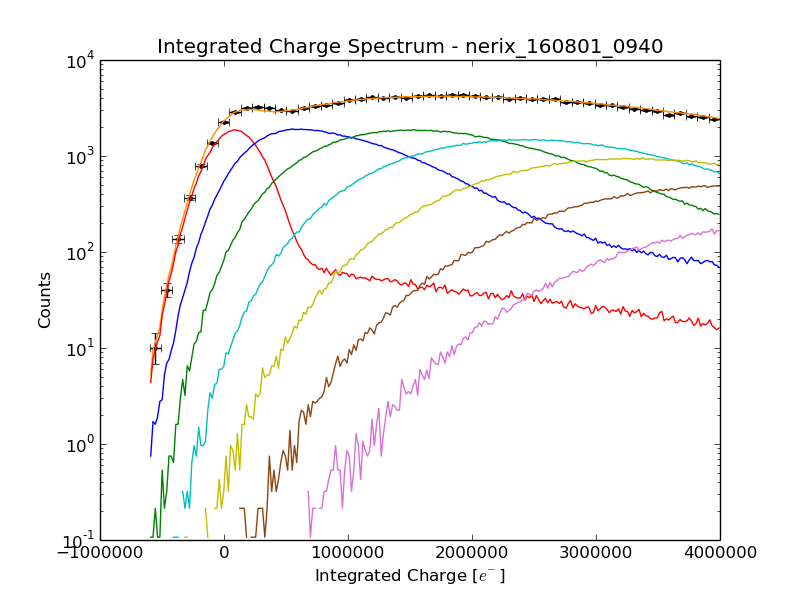 Integrated Charge Spectrum - nerix_160801_0940
10^4
10^3
10^2
10^1
10^0
10^-1
Counts
−1000000 0 1000000 2000000 3000000 4000000
Integrated Charge [e^-]